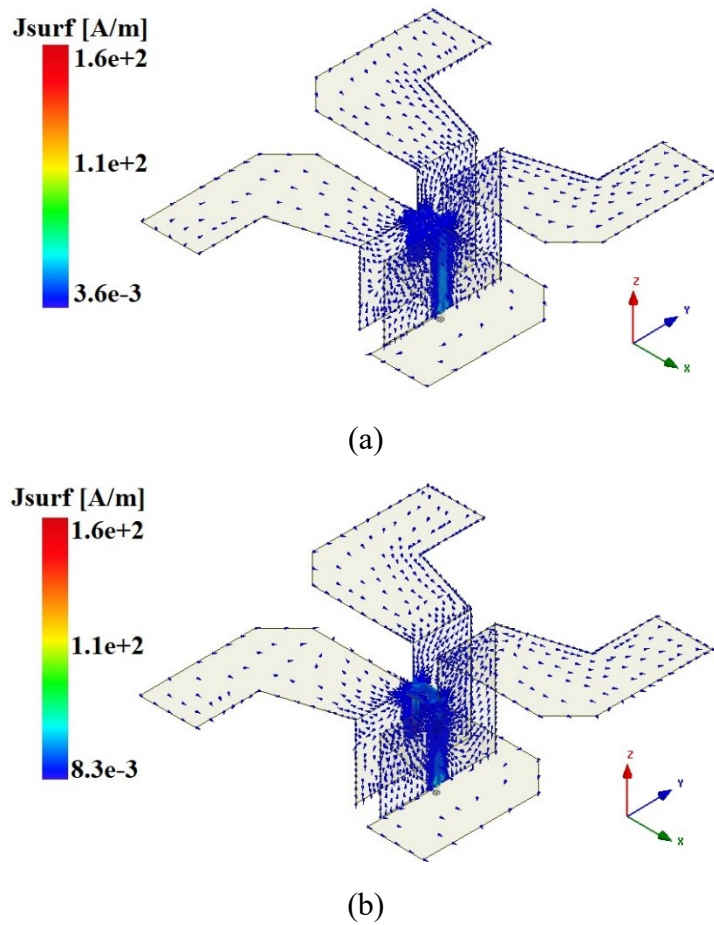 Jsurf [A/m]
1.6e+2
1.1e+2
3.6e-3
Z
Y
X
(a)
Jsurf [A/m]
1.6e+2
1.1e+2
8.3e-3
Z
Y
X
(b)